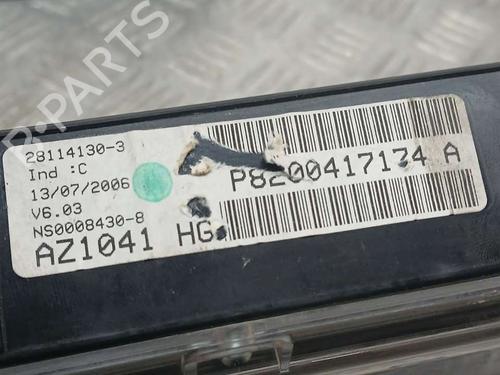 28114130-3
Ind :C
13/07/2006
V6.03
NS0008430-8
AZ1041 HG
P8200417174 A
B-PARTS